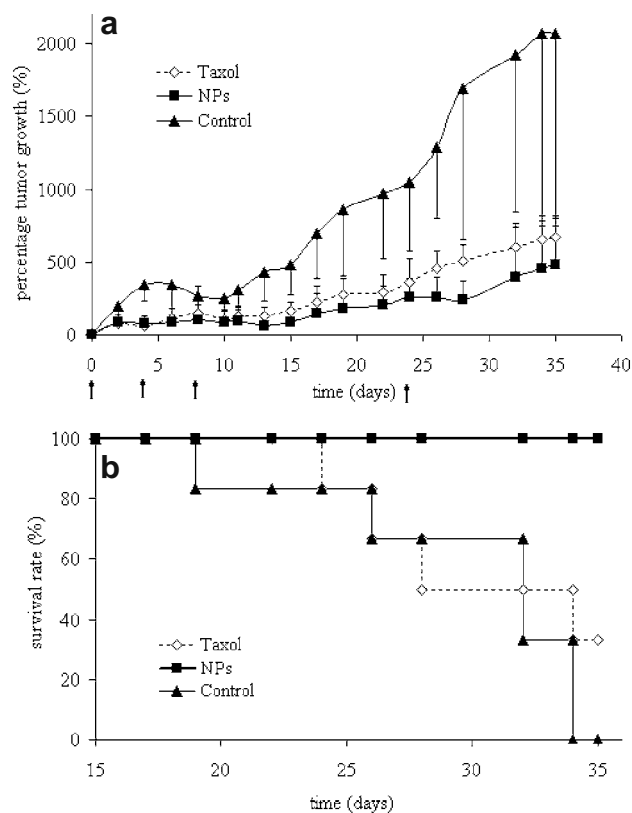 a
2000
1500
1000
500
0
percentage tumor growth (%)
Taxol
NPs
Control
0 5 10 15 20 25 30 35 40
time (days)
b
100
80
60
40
20
0
survival rate (%)
Taxol
NPs
Control
15 20 25 30 35
time (days)